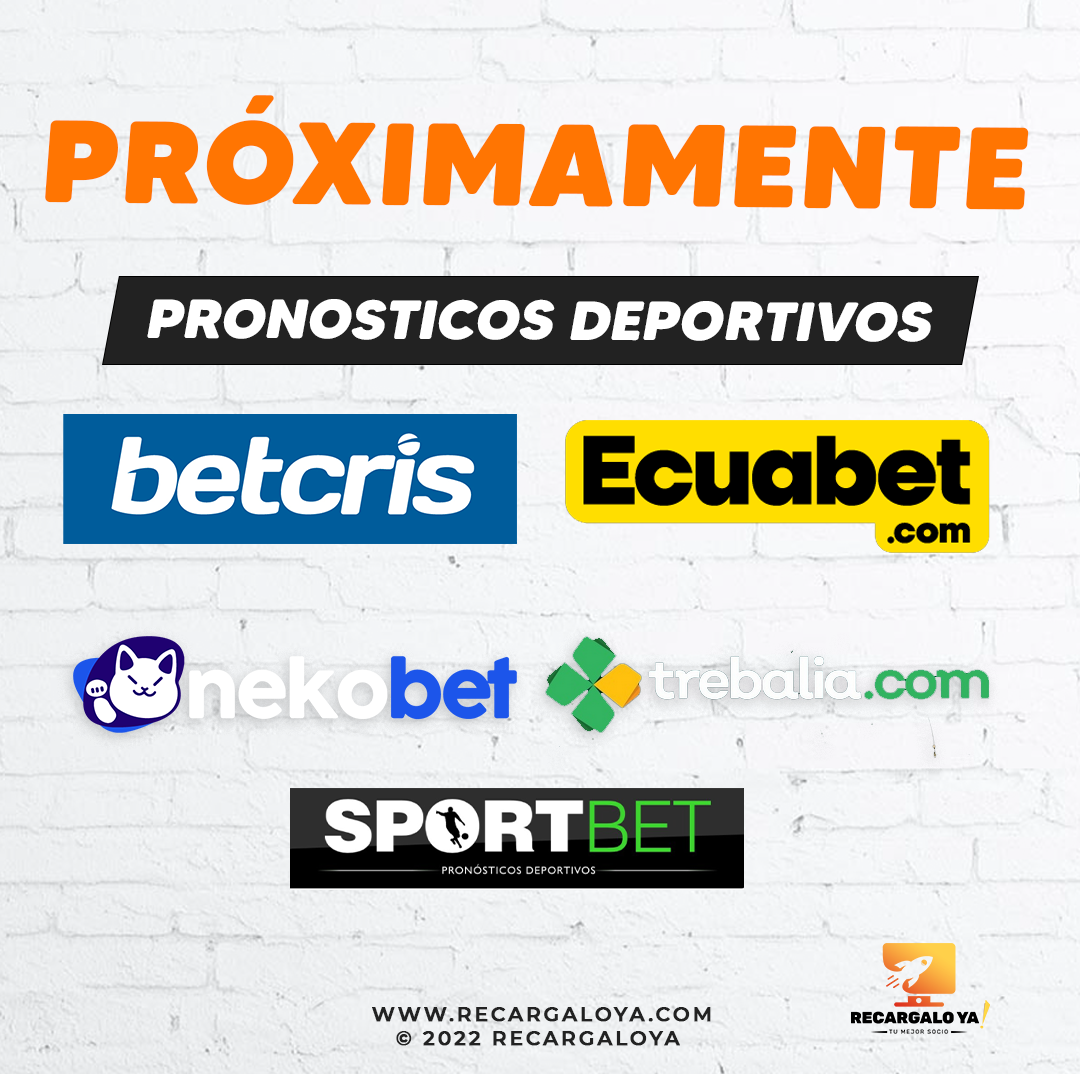 PRÓXIMAMENTE
PRONOSTICOS DEPORTIVOS
betcris
Ecuabet
.com
nekobet
trebalia.com
SPORTBET
PRONÓSTICOS DEPORTIVOS
WWW.RECARGALOYA.COM
© 2022 RECARGALOYA
RECARGALO YA!
TU MEJOR SOCIO